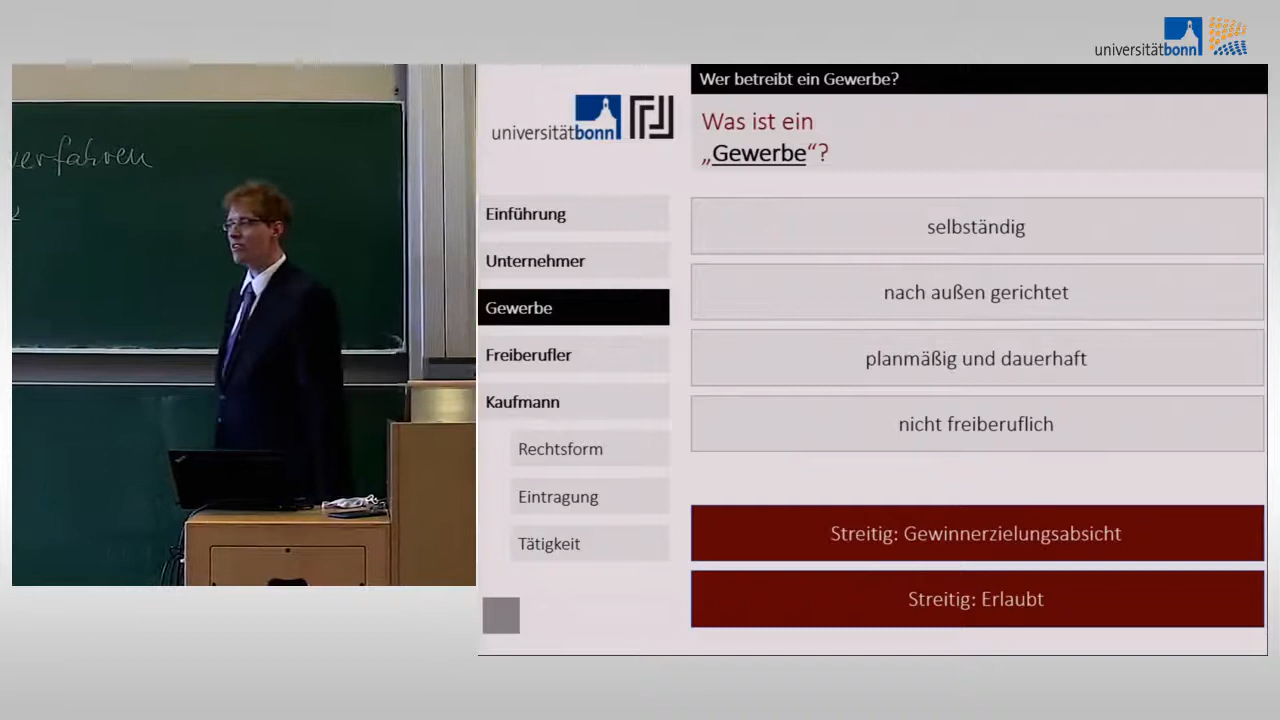 universitätbonn
verfahren
universitätbonn
Einführung
Unternehmer
Gewerbe
Freiberufler
Kaufmann
Rechtsform
Eintragung
Tätigkeit
Wer betreibt ein Gewerbe?
Was ist ein
„Gewerbe“?
selbständig
nach außen gerichtet
planmäßig und dauerhaft
nicht freiberuflich
Streitig: Gewinnerzielungsabsicht
Streitig: Erlaubt